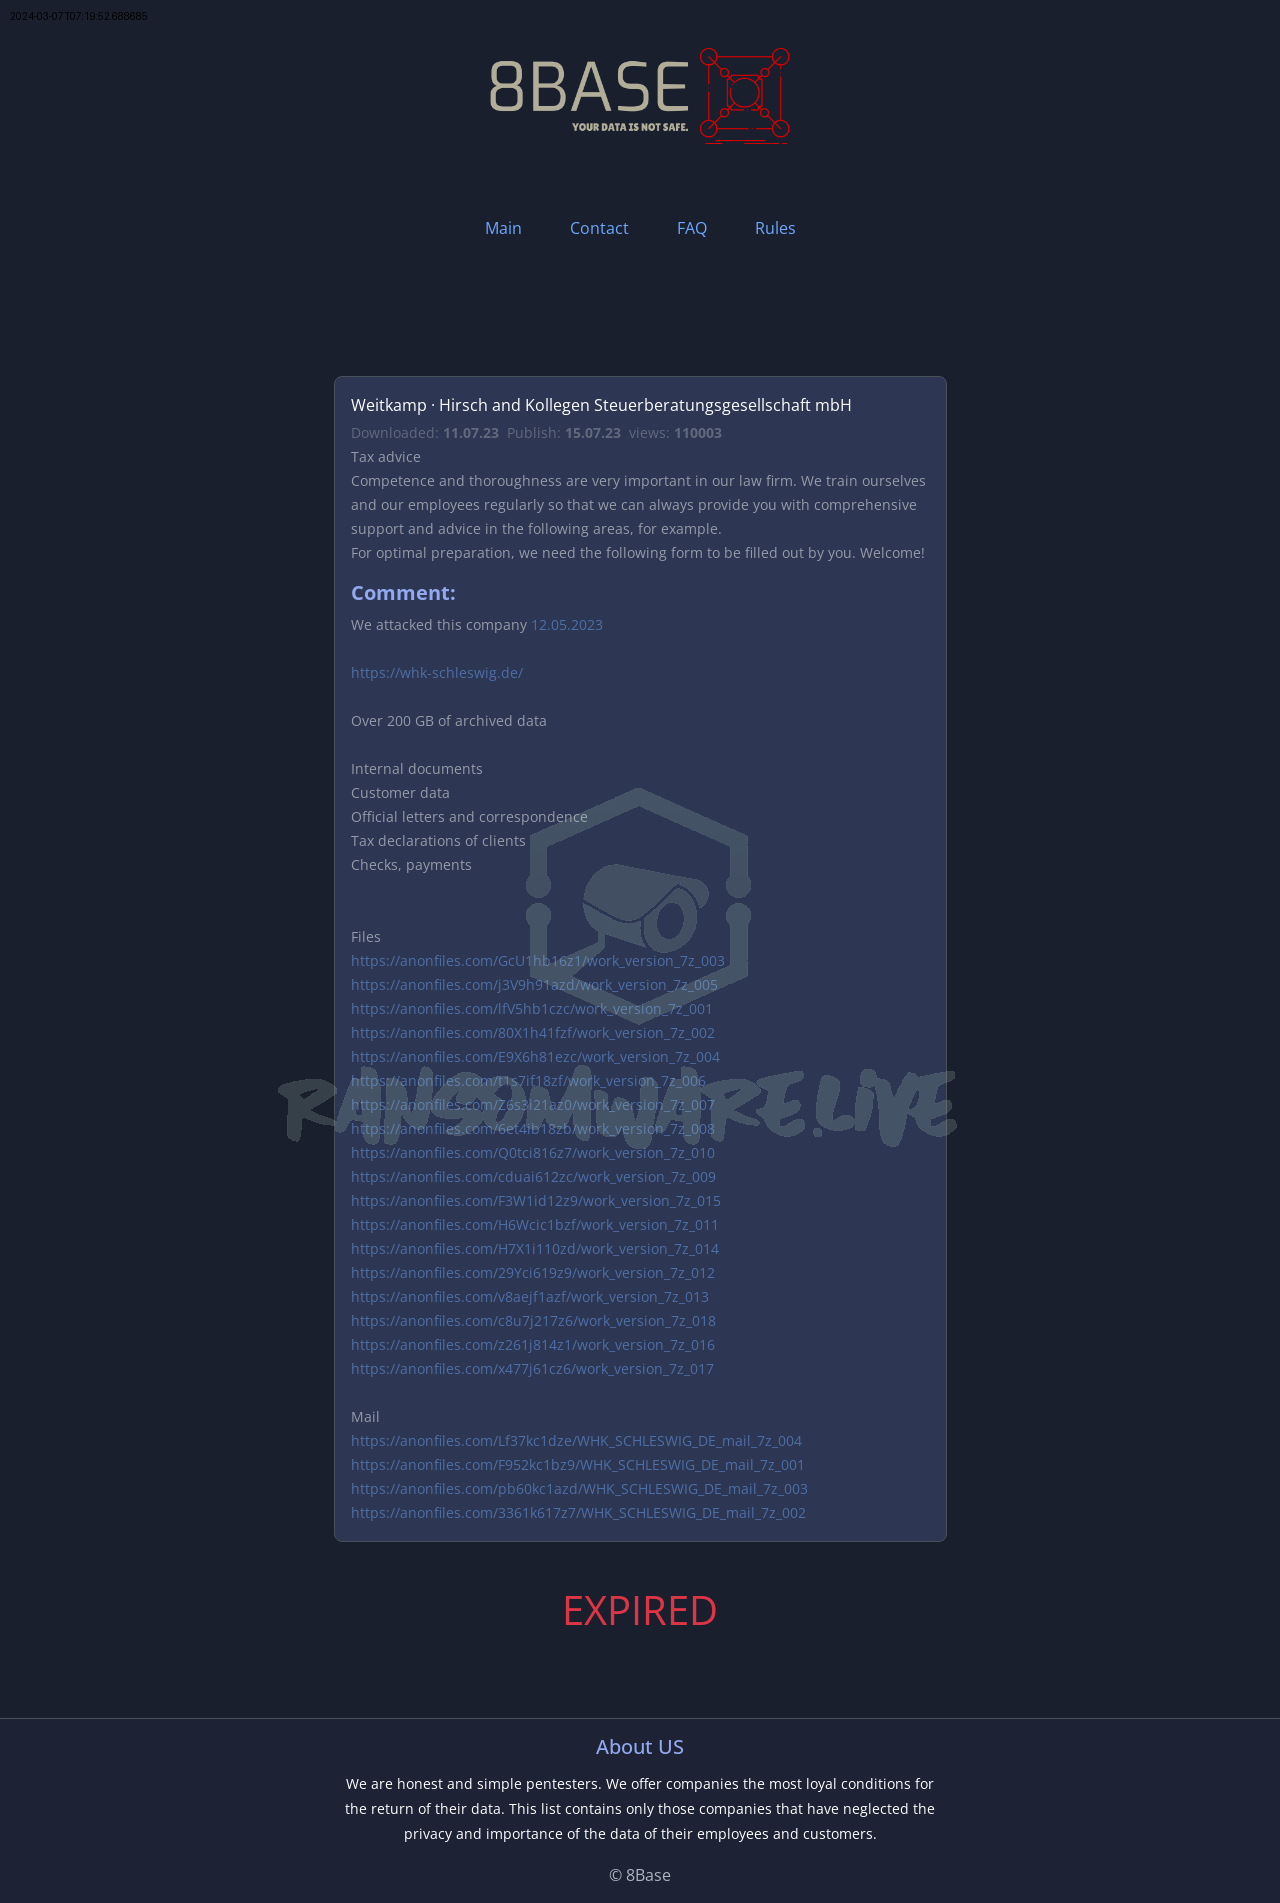 2024-03-07T07:19:52.688685
8BASE
YOUR DATA IS NOT SAFE.
Main Contact FAQ Rules
Weitkamp · Hirsch and Kollegen Steuerberatungsgesellschaft mbH
Downloaded: 11.07.23 Publish: 15.07.23 views: 110003
Tax advice
Competence and thoroughness are very important in our law firm. We train ourselves
and our employees regularly so that we can always provide you with comprehensive
support and advice in the following areas, for example.
For optimal preparation, we need the following form to be filled out by you. Welcome!
Comment:
We attacked this company 12.05.2023
https://whk-schleswig.de/
Over 200 GB of archived data
Internal documents
Customer data
Official letters and correspondence
Tax declarations of clients
Checks, payments
Files
https://anonfiles.com/GcU1hb16z1/work_version_7z_003
https://anonfiles.com/j3V9h91azd/work_version_7z_005
https://anonfiles.com/lfV5hb1czc/work_version_7z_001
https://anonfiles.com/80X1h41fzf/work_version_7z_002
https://anonfiles.com/E9X6h81ezc/work_version_7z_004
https://anonfiles.com/t1s7if18zf/work_version_7z_006
https://anonfiles.com/Z6s3i21az0/work_version_7z_007
https://anonfiles.com/6et4ib18zb/work_version_7z_008
https://anonfiles.com/Q0tci816z7/work_version_7z_010
https://anonfiles.com/cduai612zc/work_version_7z_009
https://anonfiles.com/F3W1id12z9/work_version_7z_015
https://anonfiles.com/H6Wcic1bzf/work_version_7z_011
https://anonfiles.com/H7X1i110zd/work_version_7z_014
https://anonfiles.com/29Yci619z9/work_version_7z_012
https://anonfiles.com/v8aejf1azf/work_version_7z_013
https://anonfiles.com/c8u7j217z6/work_version_7z_018
https://anonfiles.com/z261j814z1/work_version_7z_016
https://anonfiles.com/x477j61cz6/work_version_7z_017
RANSOMWARE.LIVE
Mail
https://anonfiles.com/Lf37kc1dze/WHK_SCHLESWIG_DE_mail_7z_004
https://anonfiles.com/F952kc1bz9/WHK_SCHLESWIG_DE_mail_7z_001
https://anonfiles.com/pb60kc1azd/WHK_SCHLESWIG_DE_mail_7z_003
https://anonfiles.com/3361k617z7/WHK_SCHLESWIG_DE_mail_7z_002
EXPIRED
About US
We are honest and simple pentesters. We offer companies the most loyal conditions for
the return of their data. This list contains only those companies that have neglected the
privacy and importance of the data of their employees and customers.
© 8Base